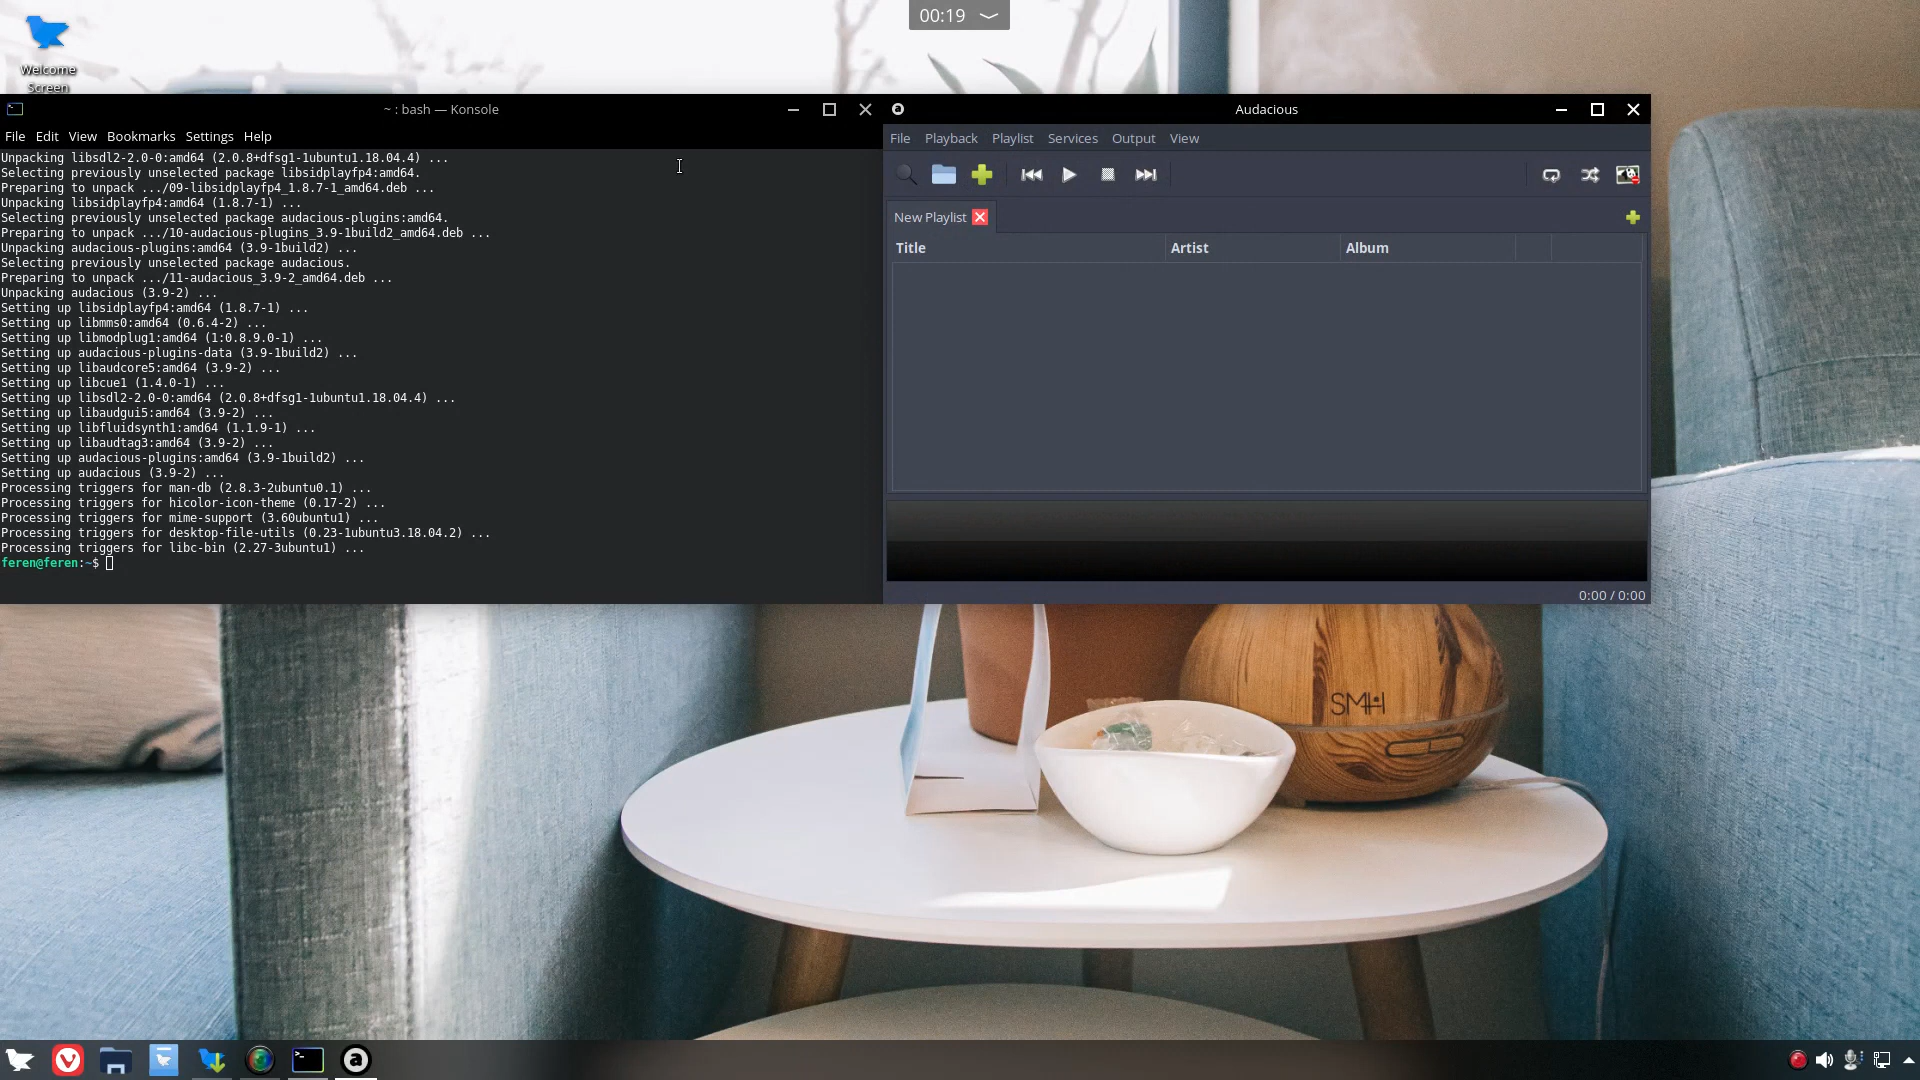 00:19
Welcome
Screen
~ : bash — Konsole
File Edit View Bookmarks Settings Help
Unpacking libsdl2-2.0-0:amd64 (2.0.8+dfsg1-1ubuntu1.18.04.4) ...
Selecting previously unselected package libsidplayfp4:amd64.
Preparing to unpack .../09-libsidplayfp4_1.8.7-1_amd64.deb ...
Unpacking libsidplayfp4:amd64 (1.8.7-1) ...
Selecting previously unselected package audacious-plugins:amd64.
Preparing to unpack .../10-audacious-plugins_3.9-1build2_amd64.deb ...
Unpacking audacious-plugins:amd64 (3.9-1build2) ...
Selecting previously unselected package audacious.
Preparing to unpack .../11-audacious_3.9-2_amd64.deb ...
Unpacking audacious (3.9-2) ...
Setting up libsidplayfp4:amd64 (1.8.7-1) ...
Setting up libmms0:amd64 (0.6.4-2) ...
Setting up libmodplug1:amd64 (1:0.8.9.0-1) ...
Setting up audacious-plugins-data (3.9-1build2) ...
Setting up libaudcore5:amd64 (3.9-2) ...
Setting up libcue1 (1.4.0-1) ...
Setting up libsdl2-2.0-0:amd64 (2.0.8+dfsg1-1ubuntu1.18.04.4) ...
Setting up libaudgui5:amd64 (3.9-2) ...
Setting up libfluidsynth1:amd64 (1.1.9-1) ...
Setting up libaudtag3:amd64 (3.9-2) ...
Setting up audacious-plugins:amd64 (3.9-1build2) ...
Setting up audacious (3.9-2) ...
Processing triggers for man-db (2.8.3-2ubuntu0.1) ...
Processing triggers for hicolor-icon-theme (0.17-2) ...
Processing triggers for mime-support (3.60ubuntu1) ...
Processing triggers for desktop-file-utils (0.23-1ubuntu3.18.04.2) ...
Processing triggers for libc-bin (2.27-3ubuntu1) ...
feren@feren:~$
Audacious
File Playback Playlist Services Output View
New Playlist
Title Artist Album
0:00 / 0:00
SMHI